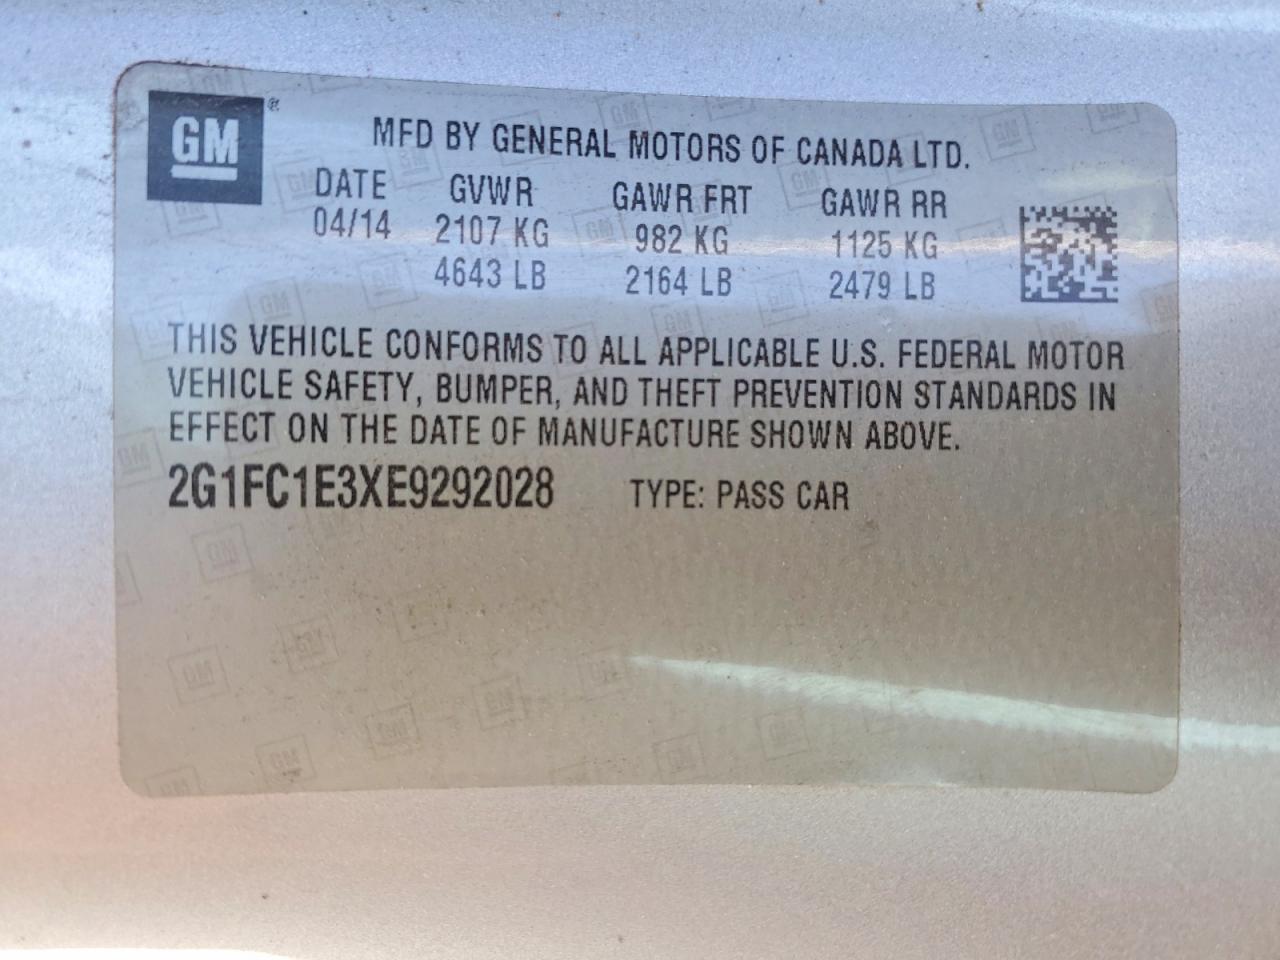 GM®
MFD BY GENERAL MOTORS OF CANADA LTD.
DATE GVWR GAWR FRT GAWR RR
04/14 2107 KG 982 KG 1125 KG
4643 LB 2164 LB 2479 LB
THIS VEHICLE CONFORMS TO ALL APPLICABLE U.S. FEDERAL MOTOR
VEHICLE SAFETY, BUMPER, AND THEFT PREVENTION STANDARDS IN
EFFECT ON THE DATE OF MANUFACTURE SHOWN ABOVE.
2G1FC1E3XE9292028 TYPE: PASS CAR